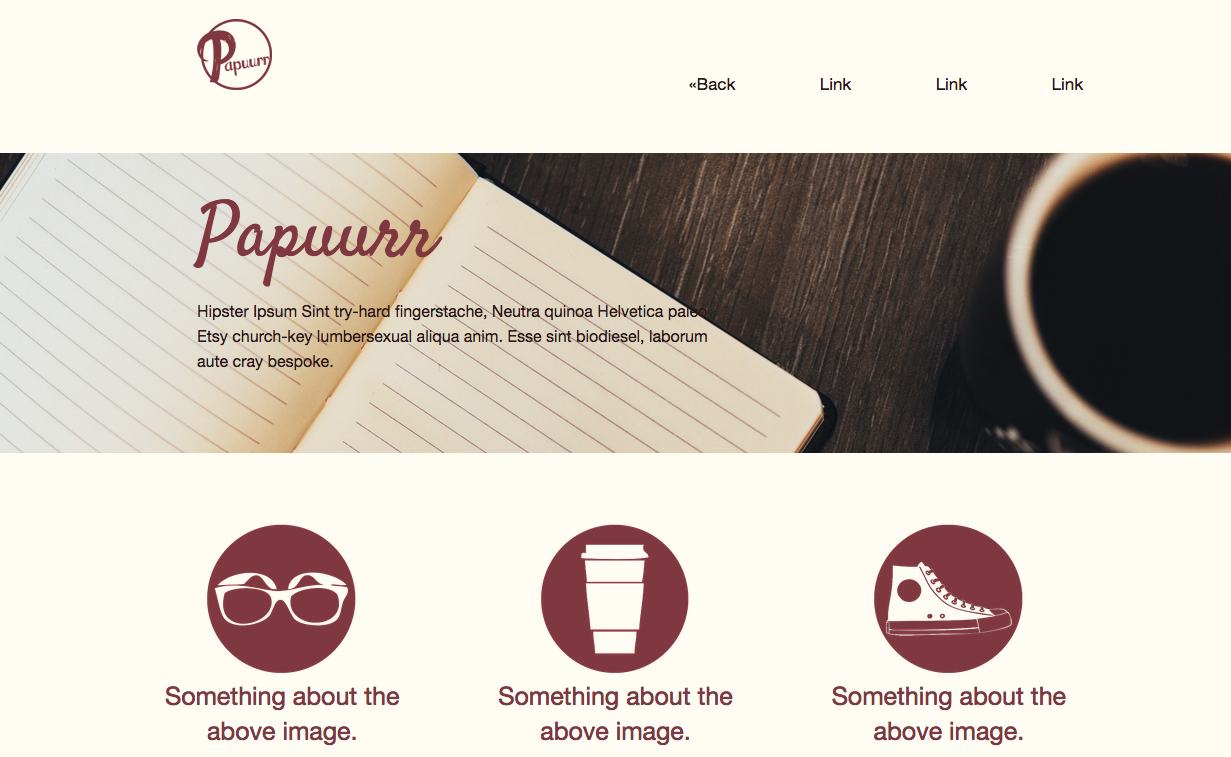 Papuurr
«Back Link Link Link
Papuurr
Hipster Ipsum Sint try-hard fingerstache, Neutra quinoa Helvetica paleo
Etsy church-key lumbersexual aliqua anim. Esse sint biodiesel, laborum
aute cray bespoke.
Something about the
above image.
Something about the
above image.
Something about the
above image.